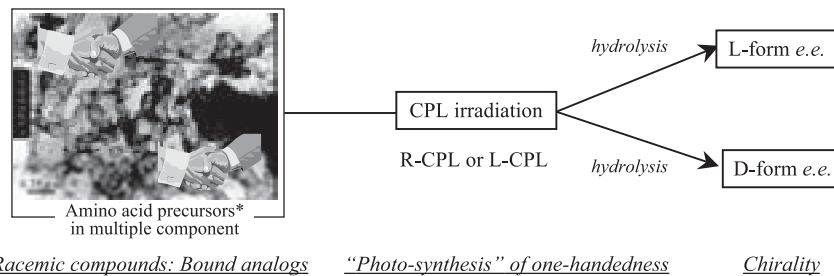 hydrolysis
L-form e.e.
CPL irradiation
R-CPL or L-CPL
hydrolysis
D-form e.e.
Amino acid precursors*
in multiple component
Racemic compounds: Bound analogs
“Photo-synthesis” of one-handedness
Chirality